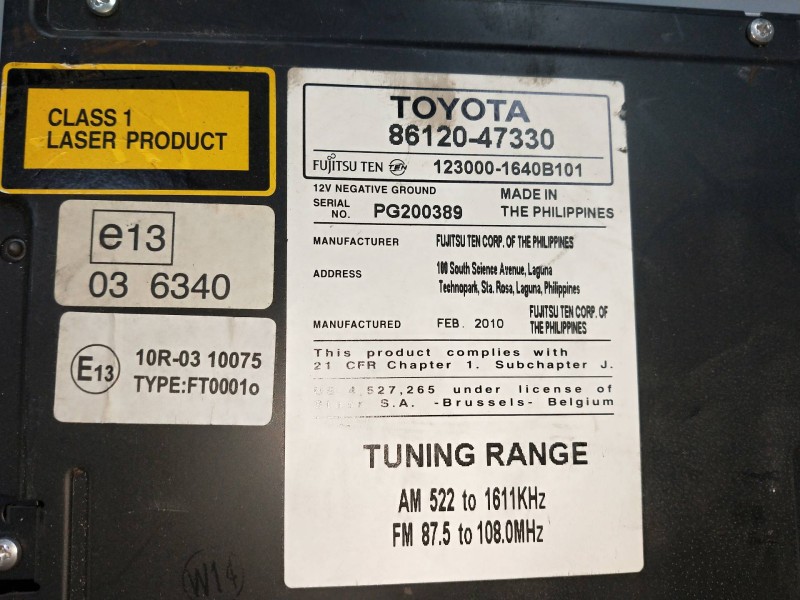 CLASS 1
LASER PRODUCT
e13
03 6340
E13
10R-03 10075
TYPE:FT0001o
TOYOTA
86120-47330
FUJITSU TEN TEN 123000-1640B101
12V NEGATIVE GROUND
SERIAL NO. PG200389
MADE IN THE PHILIPPINES
MANUFACTURER FUJITSU TEN CORP. OF THE PHILIPPINES
ADDRESS 100 South Science Avenue, Laguna
Technopark, Sta. Rosa, Laguna, Philippines
MANUFACTURED FEB. 2010 FUJITSU TEN CORP. OF
THE PHILIPPINES
This product complies with
21 CFR Chapter 1. Subchapter J.
US 4,527,265 under license of
S.A. -Brussels- Belgium
TUNING RANGE
AM 522 to 1611KHz
FM 87.5 to 108.0MHz